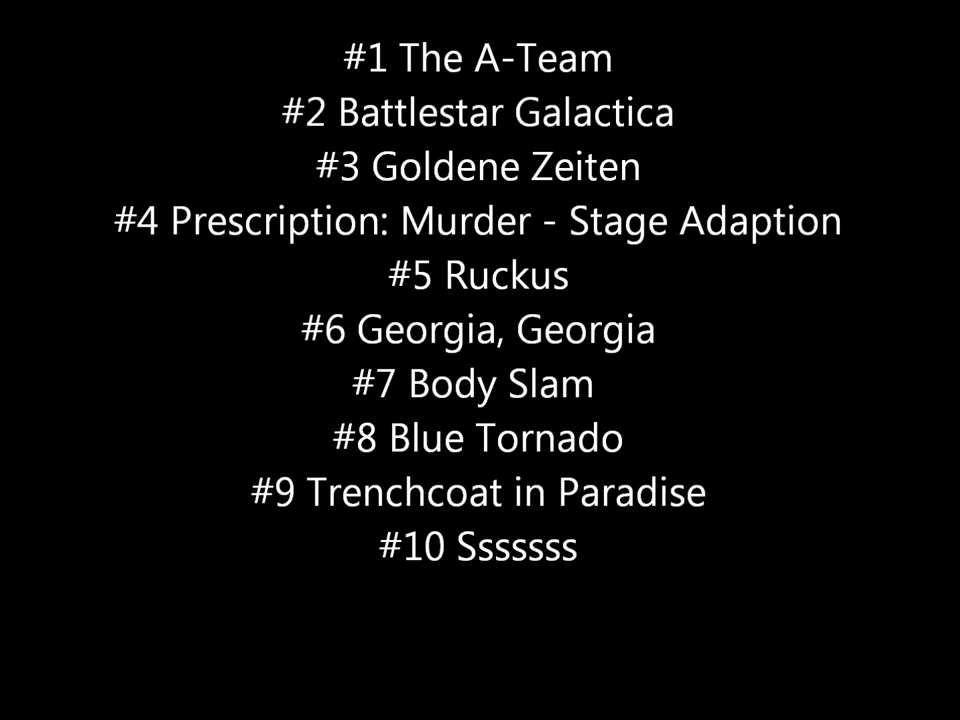 #1 The A-Team
#2 Battlestar Galactica
#3 Goldene Zeiten
#4 Prescription: Murder - Stage Adaption
#5 Ruckus
#6 Georgia, Georgia
#7 Body Slam
#8 Blue Tornado
#9 Trenchcoat in Paradise
#10 Sssssss